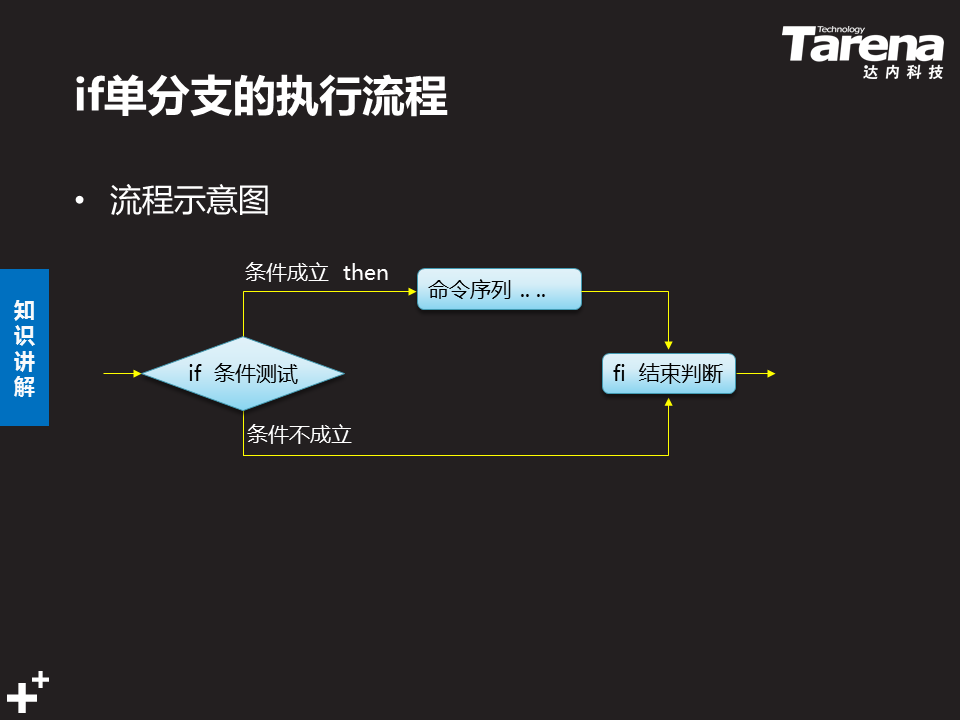 Technology
Tarena
达内科技
if单分支的执行流程
• 流程示意图
条件成立 then
命令序列 .. ..
知识讲解
if 条件测试
fi 结束判断
条件不成立